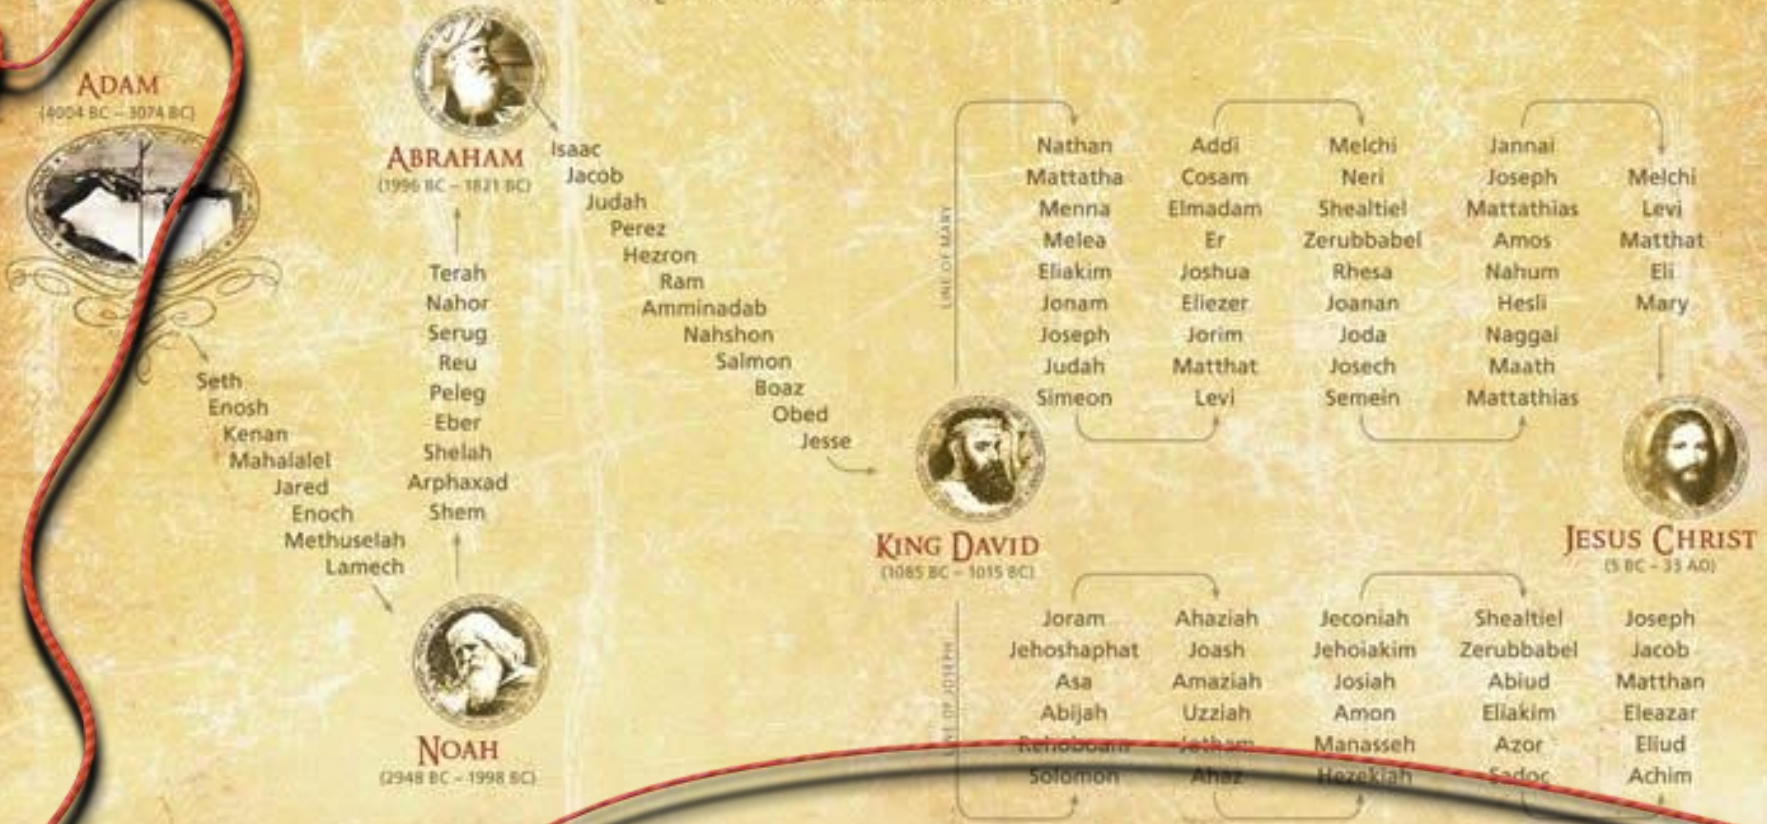 ADAM
(4004 BC – 3074 BC)
Seth
Enosh
Kenan
Mahalalel
Jared
Enoch
Methuselah
Lamech
NOAH
(2948 BC – 1998 BC)
ABRAHAM
(1996 BC – 1821 BC)
Terah
Nahor
Serug
Reu
Peleg
Eber
Shelah
Arphaxad
Shem
Isaac
Jacob
Judah
Perez
Hezron
Ram
Amminadab
Nahshon
Salmon
Boaz
Obed
Jesse
KING DAVID
(1085 BC – 1015 BC)
LINE OF MARY
Nathan
Mattatha
Menna
Melea
Eliakim
Jonam
Joseph
Judah
Simeon
Addi
Cosam
Elmadam
Er
Joshua
Eliezer
Jorim
Matthat
Levi
Melchi
Neri
Shealtiel
Zerubbabel
Rhesa
Joanan
Joda
Josech
Semein
Jannai
Joseph
Mattathias
Amos
Nahum
Hesli
Naggai
Maath
Mattathias
Melchi
Levi
Matthat
Eli
Mary
JESUS CHRIST
(5 BC – 33 AD)
LINE OF JOSEPH
Joram
Jehoshaphat
Asa
Abijah
Rehoboam
Solomon
Ahaziah
Joash
Amaziah
Uzziah
Jotham
Ahaz
Jeconiah
Jehoiakim
Josiah
Amon
Manasseh
Hezekiah
Shealtiel
Zerubbabel
Abiud
Eliakim
Azor
Sadoc
Joseph
Jacob
Matthan
Eleazar
Eliud
Achim